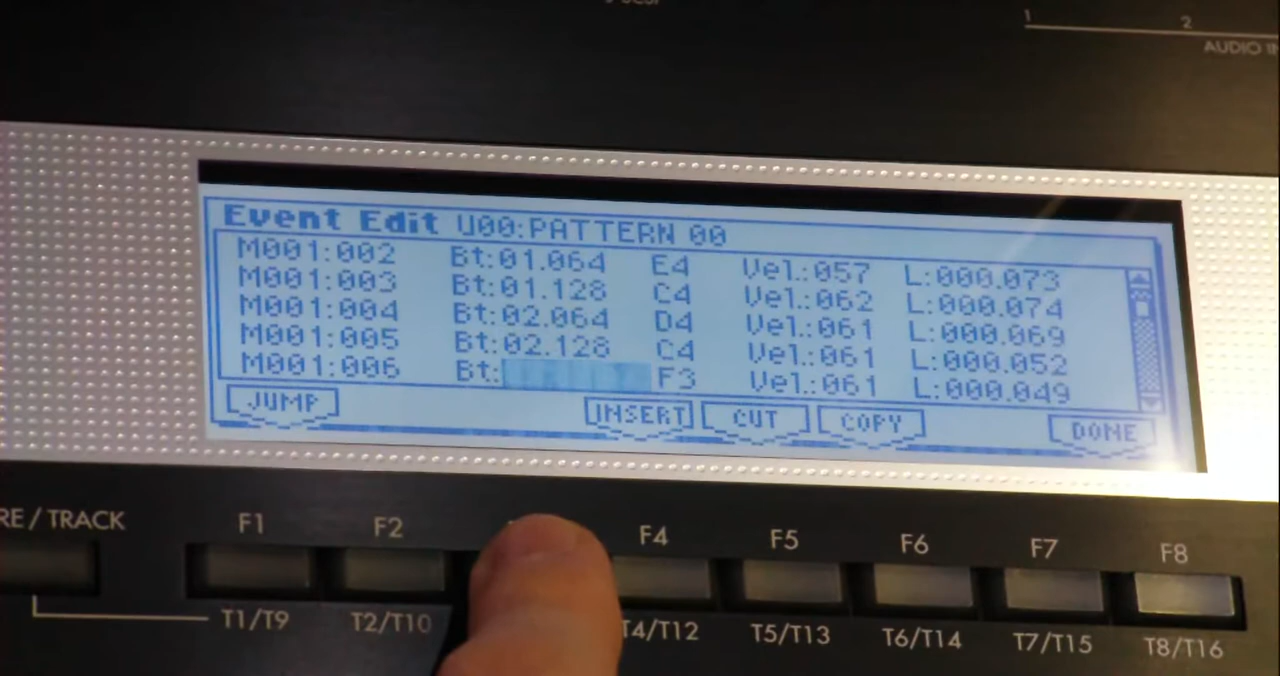 1 2
AUDIO IN
Event Edit U00:PATTERN 00
M001:002 Bt:01.064 E4 Vel.:057 L:000.073
M001:003 Bt:01.128 C4 Vel.:062 L:000.074
M001:004 Bt:02.064 D4 Vel.:061 L:000.069
M001:005 Bt:02.128 C4 Vel.:061 L:000.052
M001:006 Bt: F3 Vel.:061 L:000.049
JUMP INSERT CUT COPY DONE
RE / TRACK F1 F2 F4 F5 F6 F7 F8
T1/T9 T2/T10 T4/T12 T5/T13 T6/T14 T7/T15 T8/T16